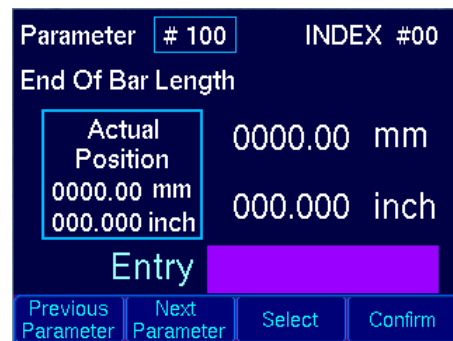 Parameter # 100 INDEX #00
End Of Bar Length
Actual
Position
0000.00 mm
000.000 inch
0000.00 mm
000.000 inch
Entry
Previous
Parameter
Next
Parameter
Select
Confirm